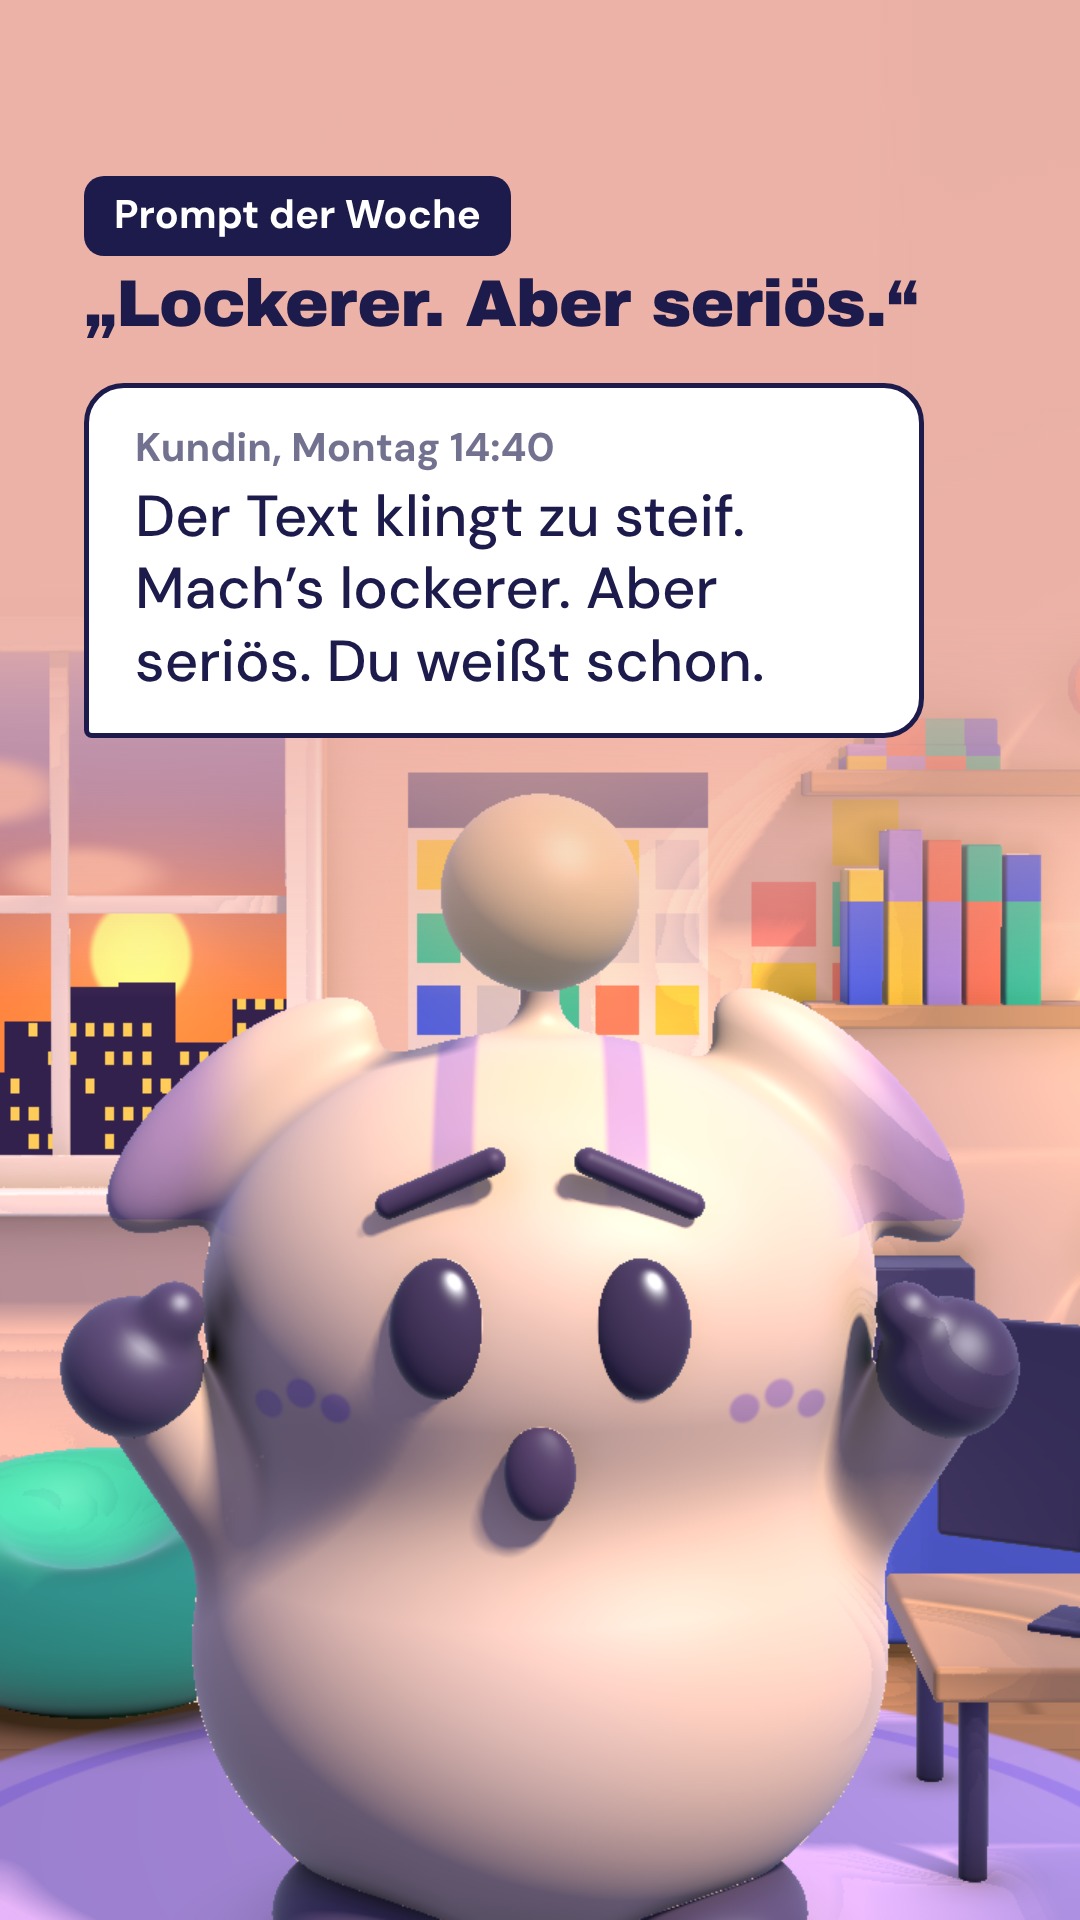 Prompt der Woche
„Lockerer. Aber seriös.“
Kundin, Montag 14:40
Der Text klingt zu steif.
Mach’s lockerer. Aber
seriös. Du weißt schon.